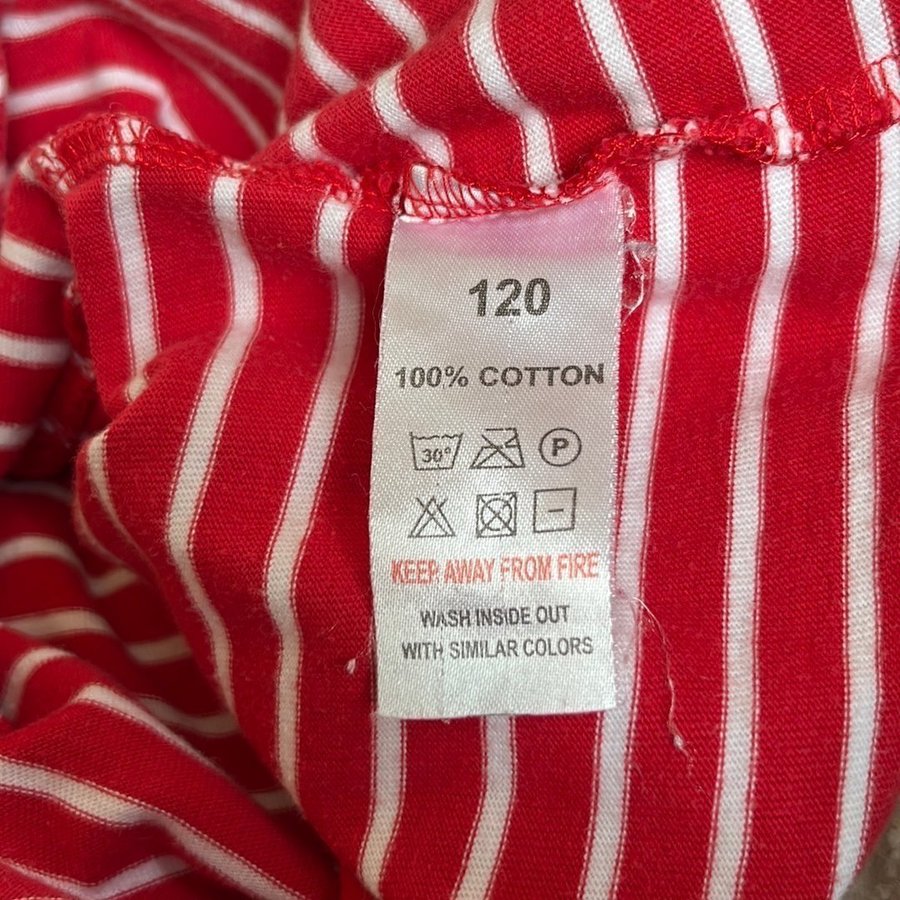 120
100% COTTON
30°
P
KEEP AWAY FROM FIRE
WASH INSIDE OUT
WITH SIMILAR COLORS